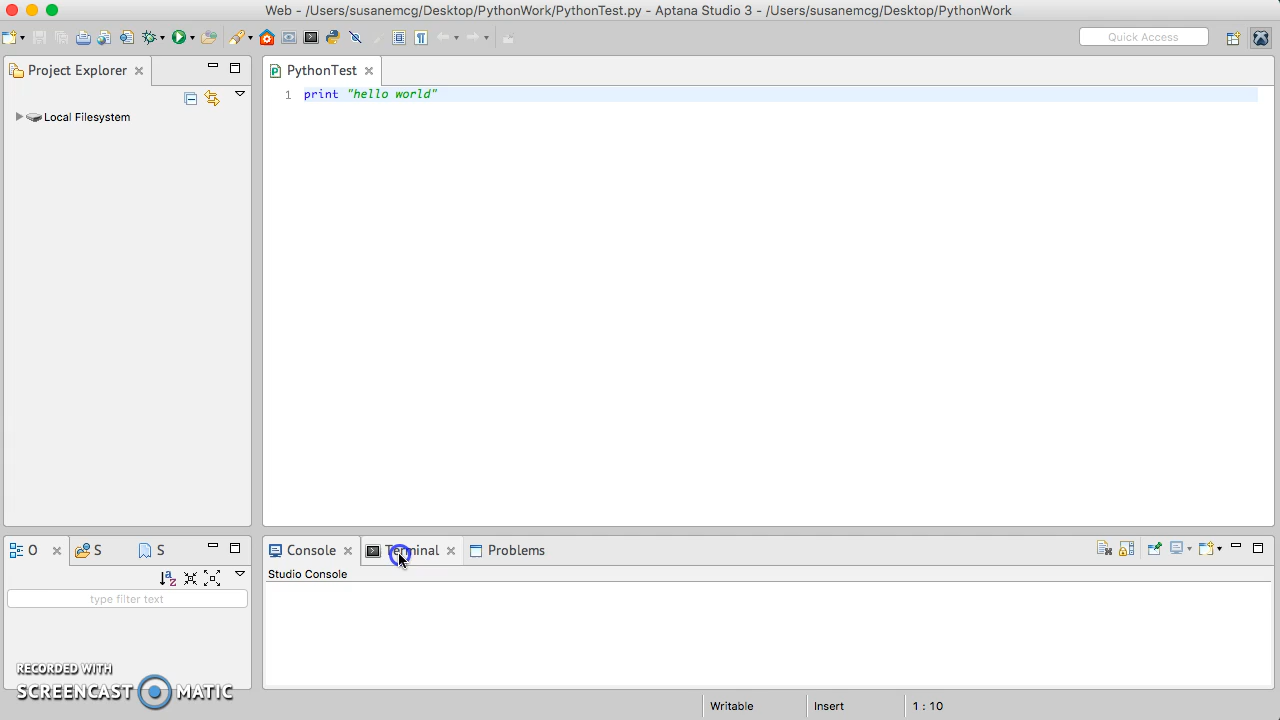 Web - /Users/susanemcg/Desktop/PythonWork/PythonTest.py - Aptana Studio 3 - /Users/susanemcg/Desktop/PythonWork
Quick Access
Project Explorer
PythonTest
1 print "hello world"
Local Filesystem
O
S
S
type filter text
Console
Terminal
Problems
Studio Console
RECORDED WITH
SCREENCAST MATIC
Writable
Insert
1 : 10